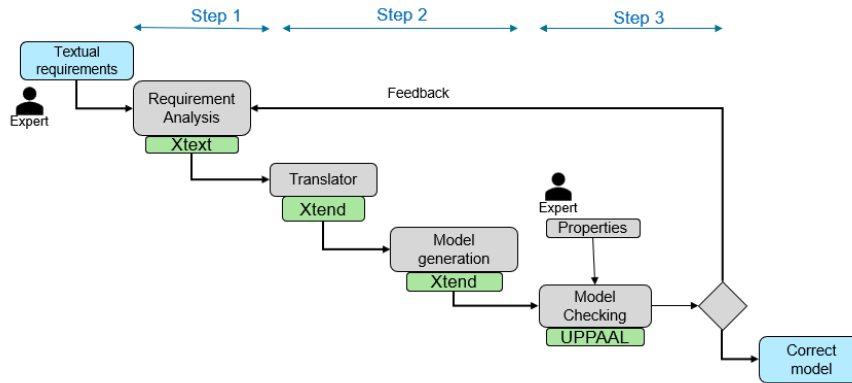 Step 1
Step 2
Step 3
Textual
requirements
Expert
Requirement
Analysis
Xtext
Feedback
Translator
Xtend
Expert
Properties
Model
generation
Xtend
Model
Checking
UPPAAL
Correct
model